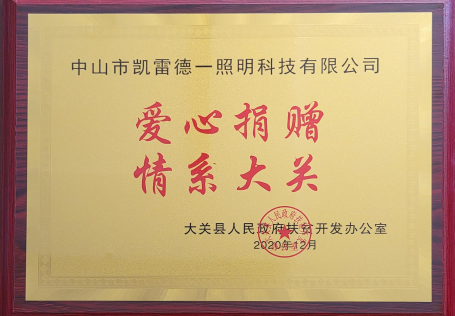 中山市凯雷德一照明科技有限公司
爱心捐赠
情系大关
大关县人民政府扶贫开发办公室
2020年12月